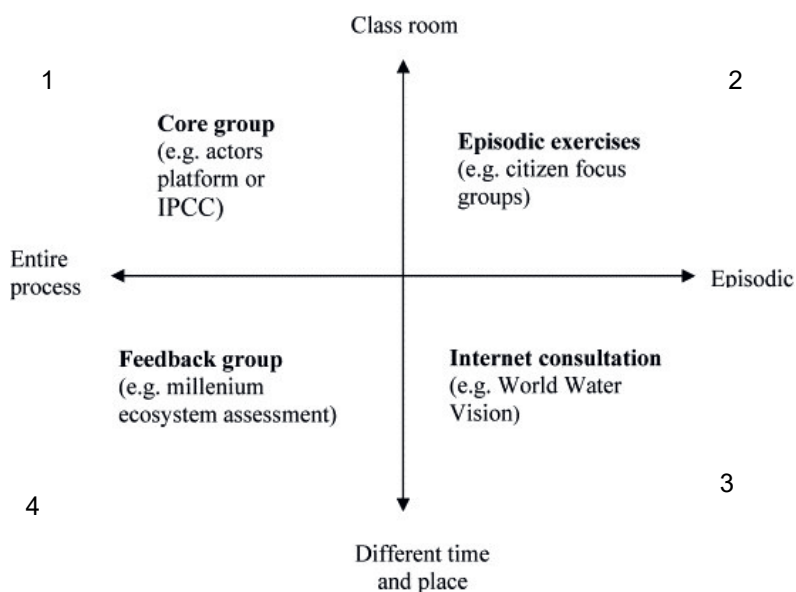 Class room
1
2
Core group
(e.g. actors
platform or
IPCC)
Episodic exercises
(e.g. citizen focus
groups)
Entire
process
Episodic
Feedback group
(e.g. millenium
ecosystem assessment)
Internet consultation
(e.g. World Water
Vision)
4
3
Different time
and place